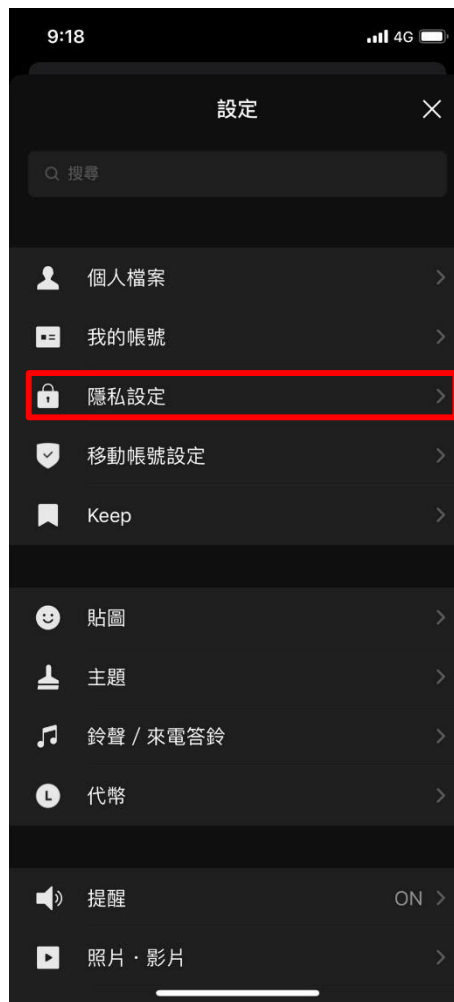 9:18 4G
設定
搜尋
個人檔案
我的帳號
隱私設定
移動帳號設定
Keep
貼圖
主題
鈴聲 / 來電答鈴
代幣
提醒 ON
照片・影片